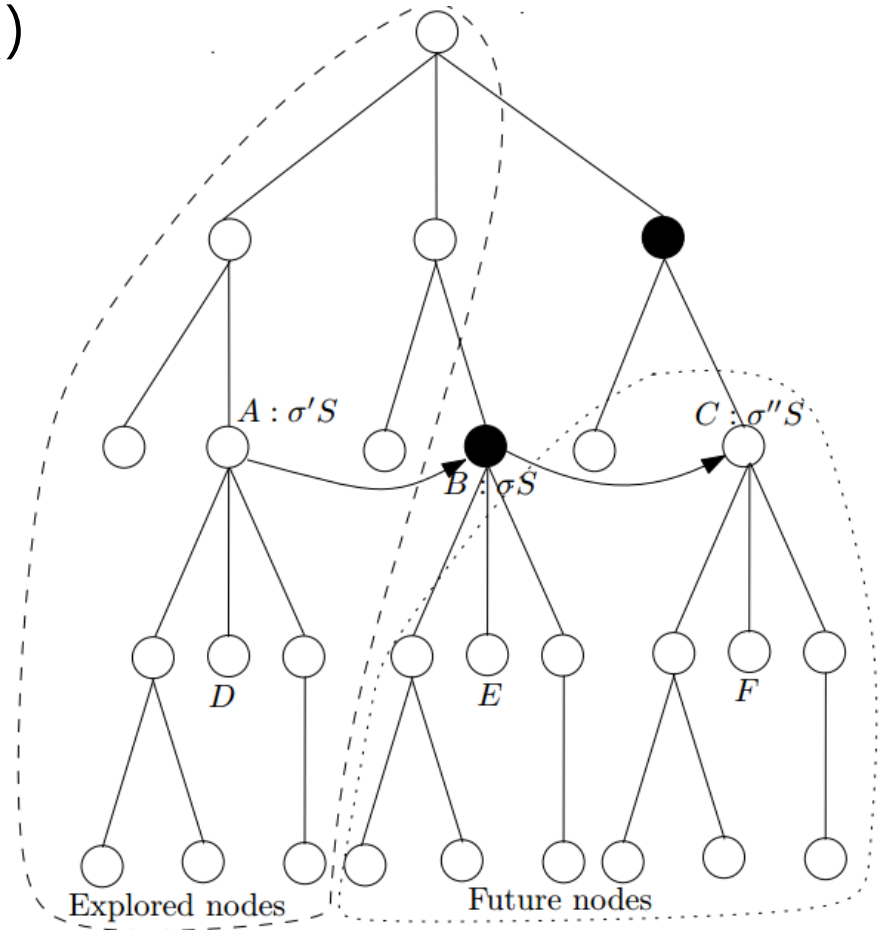 )
A : σ′S
C : σ″S
B : σS
D
E
F
Explored nodes
Future nodes